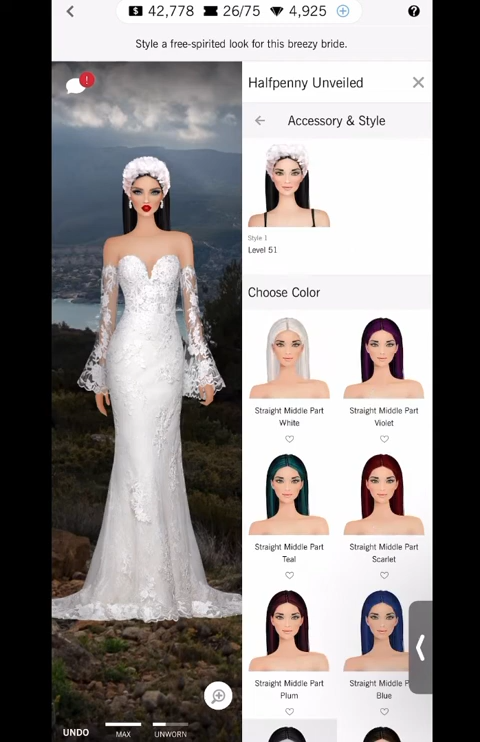 $ 42,778 26/75 4,925
?
Style a free-spirited look for this breezy bride.
!
Halfpenny Unveiled
Accessory & Style
Style 1
Level 51
Choose Color
Straight Middle Part
White
Straight Middle Part
Violet
Straight Middle Part
Teal
Straight Middle Part
Scarlet
Straight Middle Part
Plum
Straight Middle P
Blue
UNDO
MAX
UNWORN